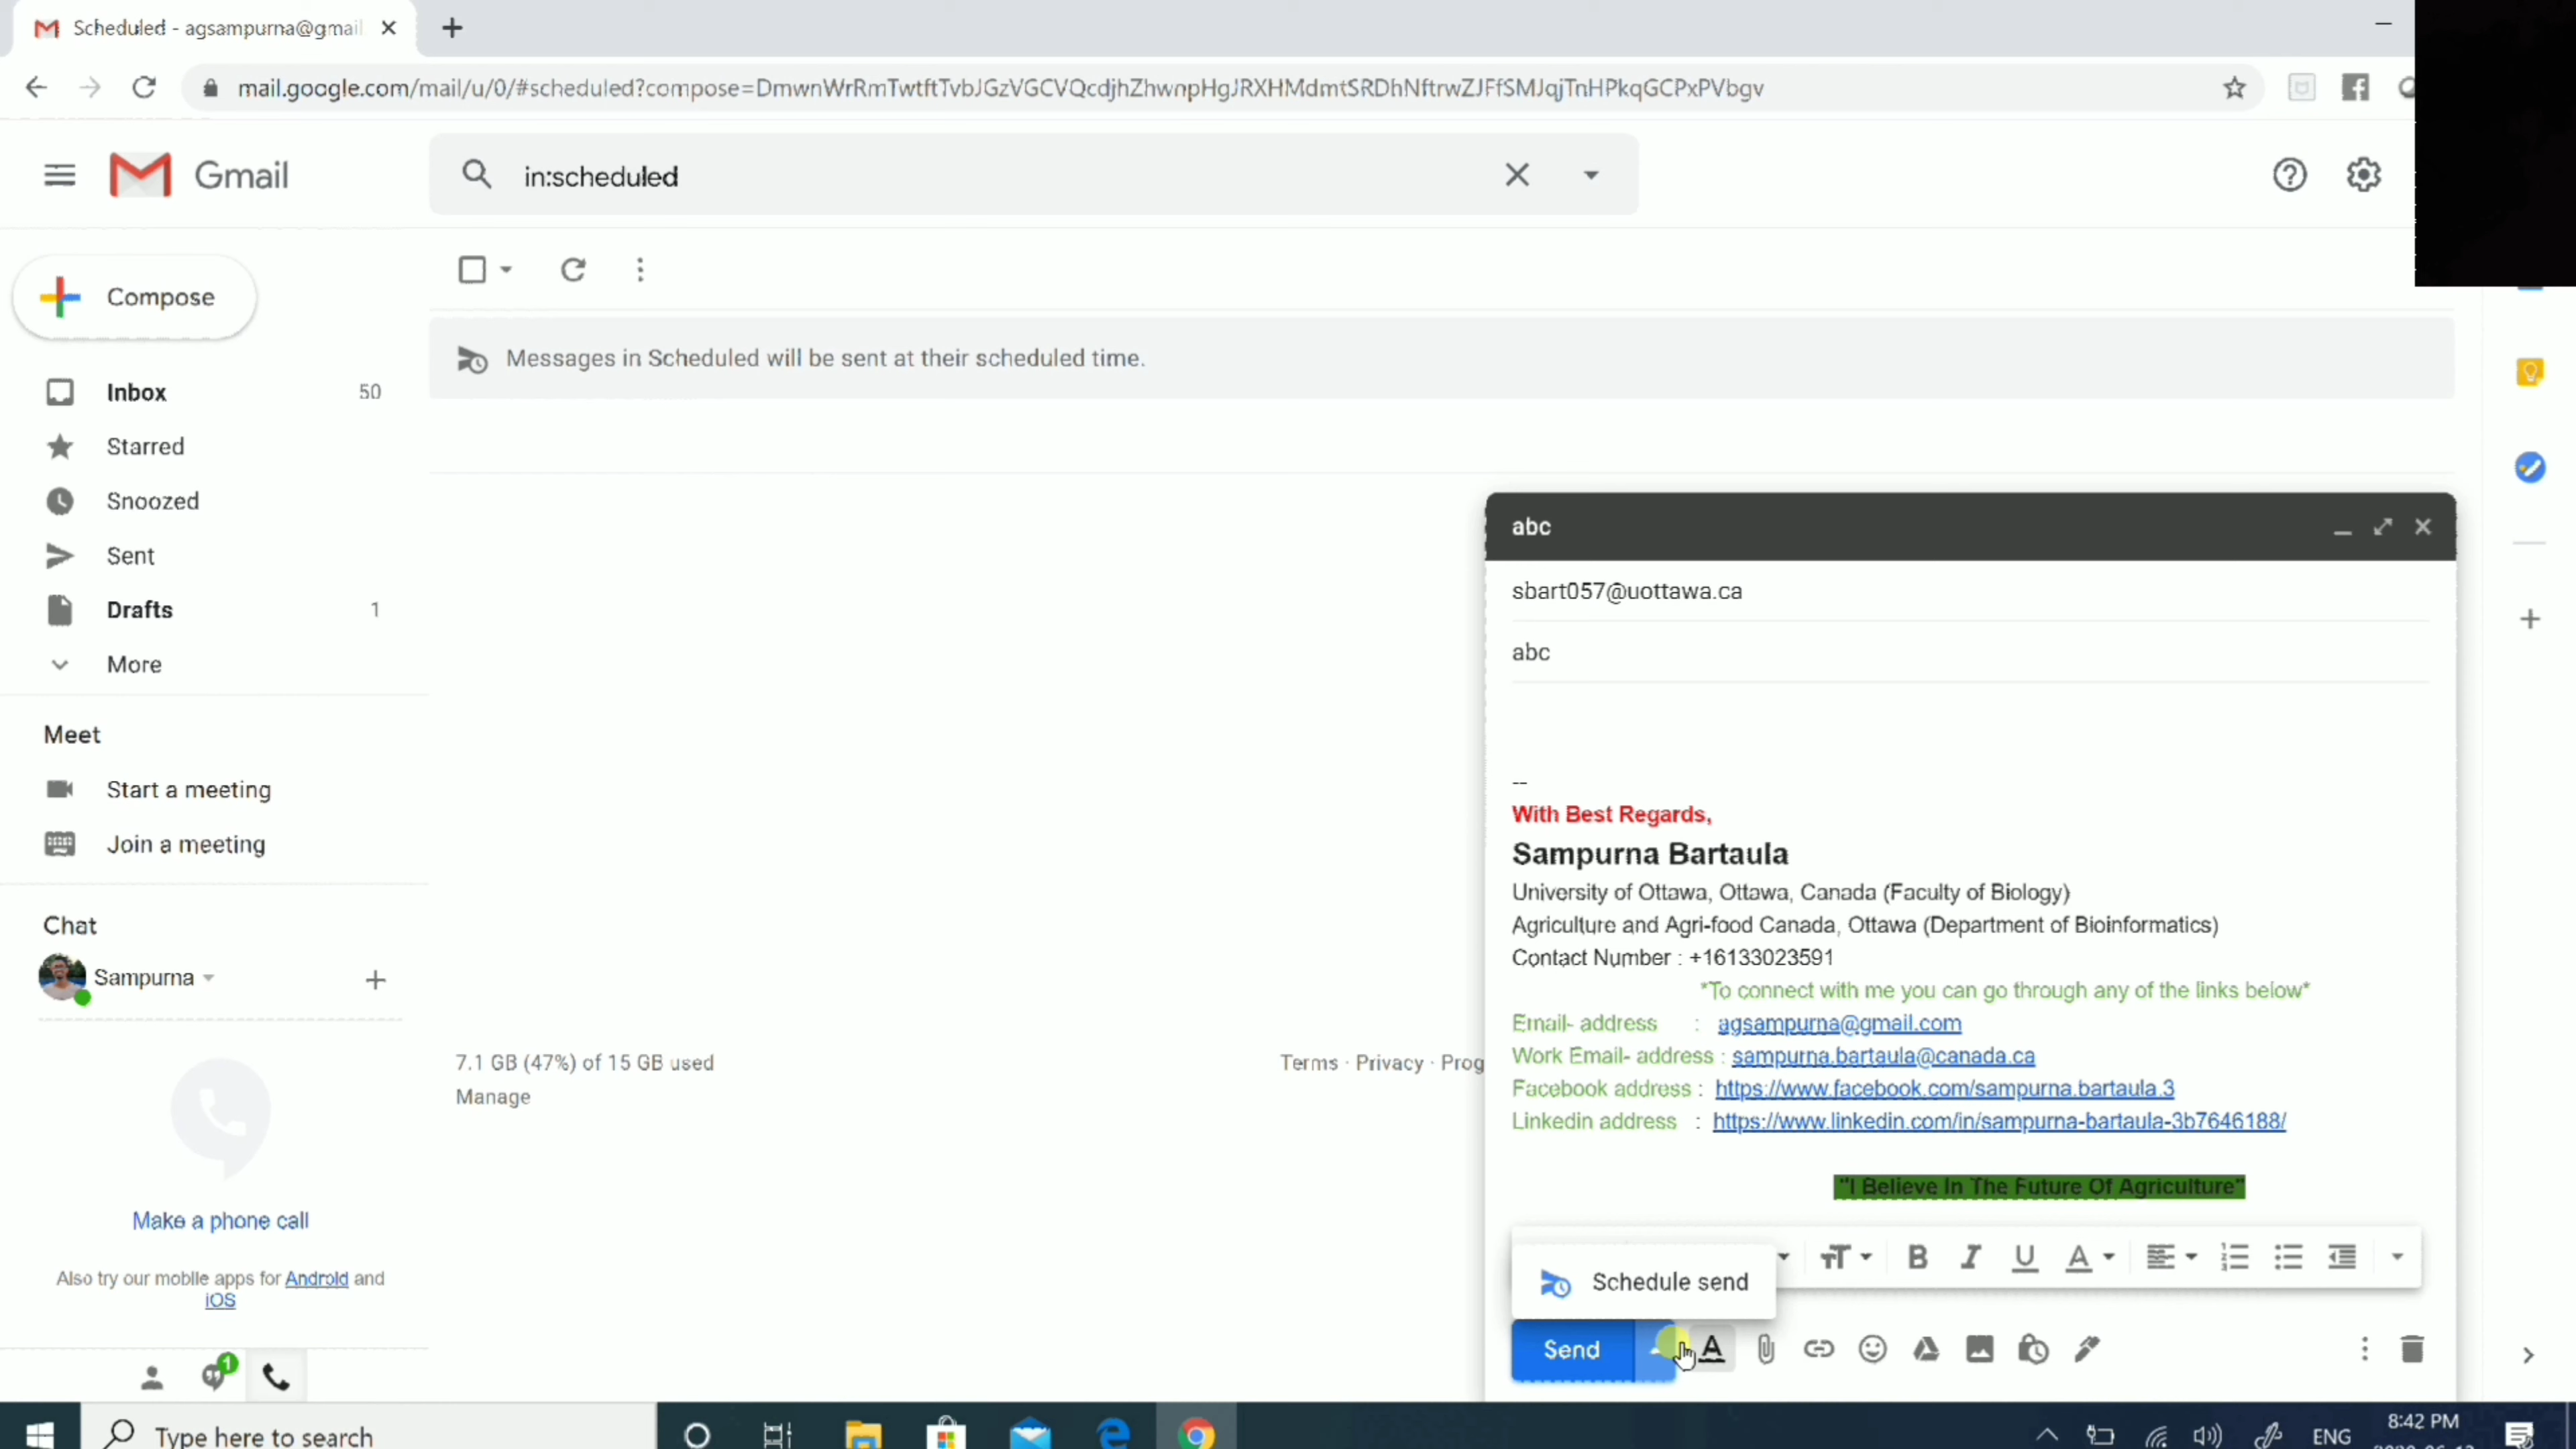 Scheduled - agsampurna@gmail
mail.google.com/mail/u/0/#scheduled?compose=DmwnWrRmTwtftTvbJGzVGCVQcdjhZhwnpHgJRXHMdmtSRDhNftrwZJFfSMJqjTnHPkqGCPxPVbgv
Gmail
in:scheduled
Compose
Messages in Scheduled will be sent at their scheduled time.
Inbox 50
Starred
Snoozed
Sent
Drafts 1
More
Meet
Start a meeting
Join a meeting
Chat
Sampurna
Make a phone call
Also try our mobile apps for Android and
iOS
1
7.1 GB (47%) of 15 GB used
Manage
Terms · Privacy ·
abc
sbart057@uottawa.ca
abc
--
With Best Regards,
Sampurna Bartaula
University of Ottawa, Ottawa, Canada (Faculty of Biology)
Agriculture and Agri-food Canada, Ottawa (Department of Bioinformatics)
Contact Number : +16133023591
*To connect with me you can go through any of the links below*
Email- address : agsampurna@gmail.com
Work Email- address : sampurna.bartaula@canada.ca
Facebook address : https://www.facebook.com/sampurna.bartaula.3
Linkedin address : https://www.linkedin.com/in/sampurna-bartaula-3b7646188/
"I Believe In The Future Of Agriculture"
Schedule send
Send
Type here to search
ENG
8:42 PM